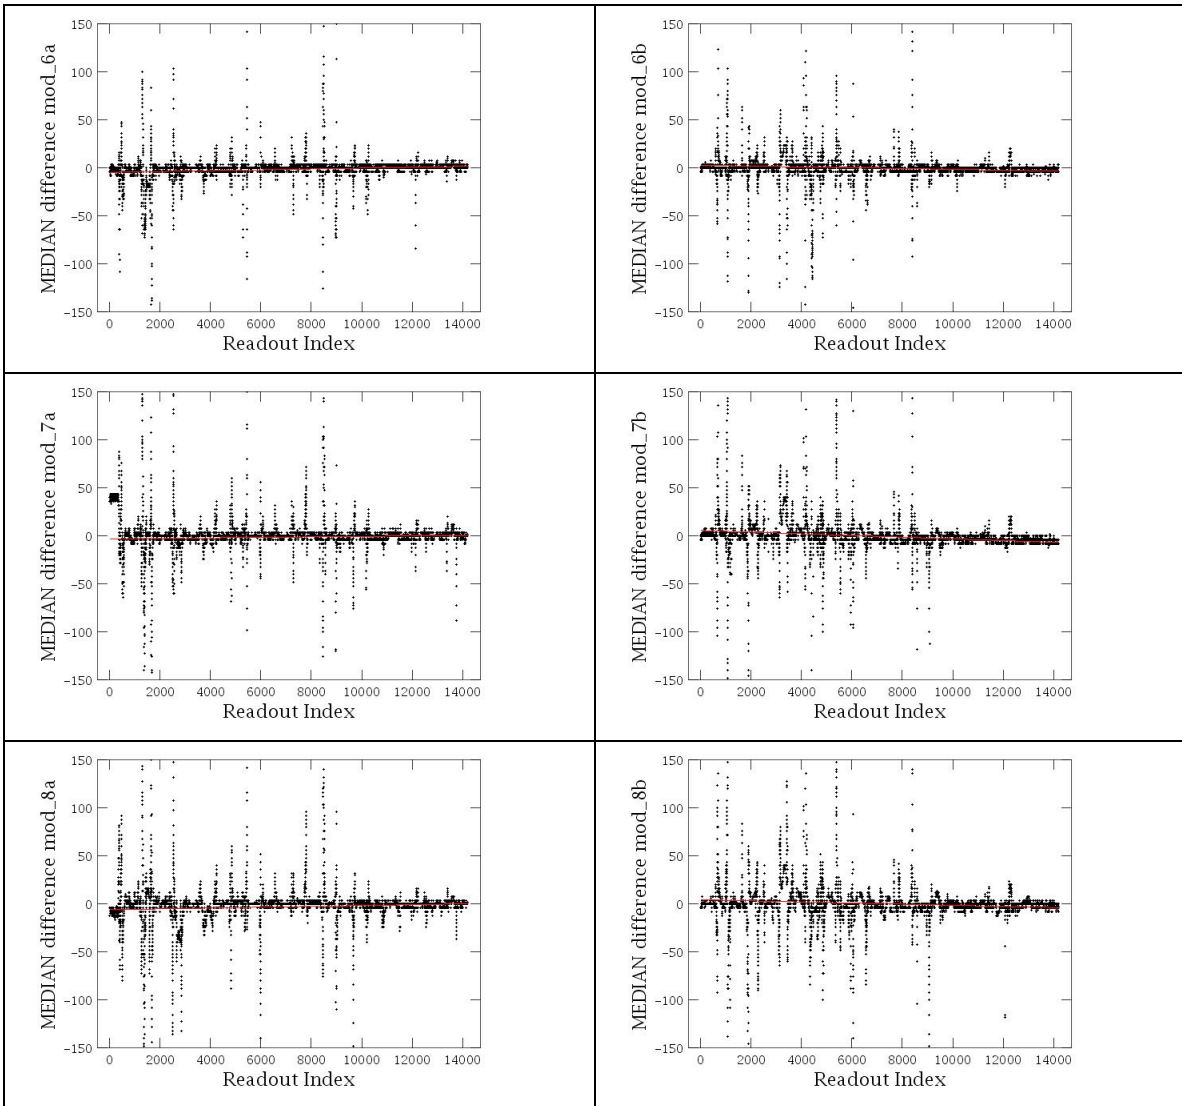 MEDIAN difference mod_6a
150
100
50
0
−50
−100
−150
0 2000 4000 6000 8000 10000 12000 14000
Readout Index
MEDIAN difference mod_6b
150
100
50
0
−50
−100
−150
0 2000 4000 6000 8000 10000 12000 14000
Readout Index
MEDIAN difference mod_7a
150
100
50
0
−50
−100
−150
0 2000 4000 6000 8000 10000 12000 14000
Readout Index
MEDIAN difference mod_7b
150
100
50
0
−50
−100
−150
0 2000 4000 6000 8000 10000 12000 14000
Readout Index
MEDIAN difference mod_8a
150
100
50
0
−50
−100
−150
0 2000 4000 6000 8000 10000 12000 14000
Readout Index
MEDIAN difference mod_8b
150
100
50
0
−50
−100
−150
0 2000 4000 6000 8000 10000 12000 14000
Readout Index